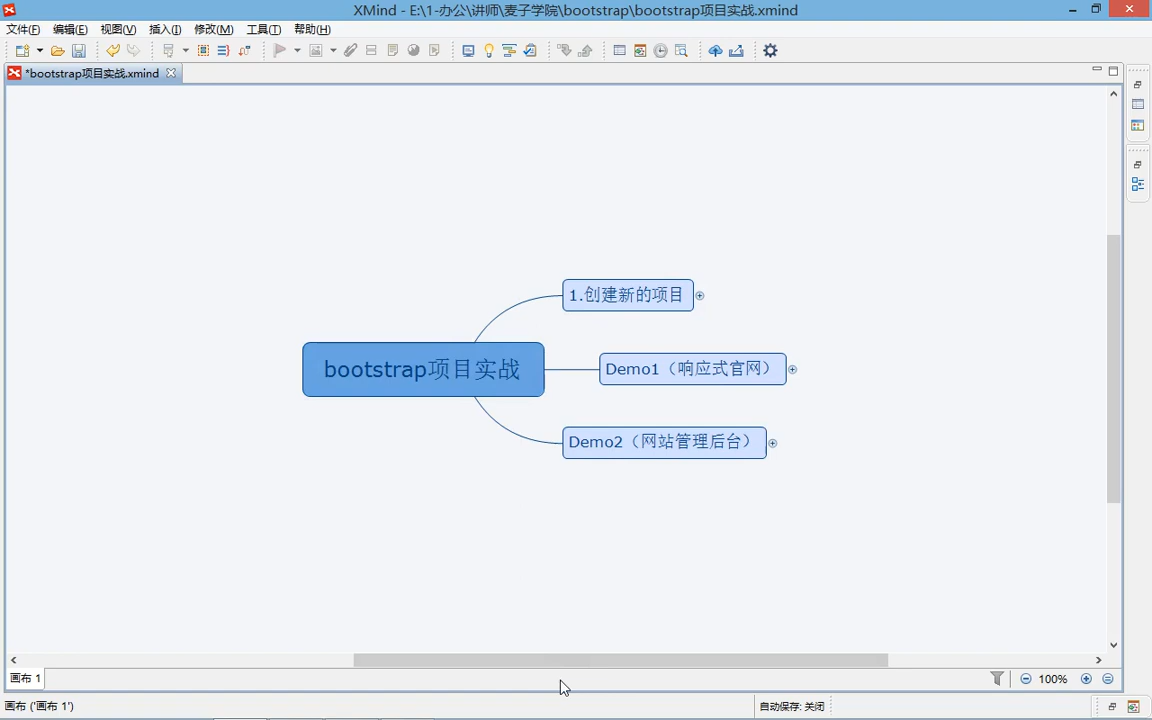 XMind - E:\1-办公\讲师\麦子学院\bootstrap\bootstrap项目实战.xmind
文件(F) 编辑(E) 视图(V) 插入(I) 修改(M) 工具(T) 帮助(H)
*bootstrap项目实战.xmind
1.创建新的项目
bootstrap项目实战
Demo1（响应式官网）
Demo2（网站管理后台）
画布 1
100%
画布 ('画布 1')
自动保存: 关闭